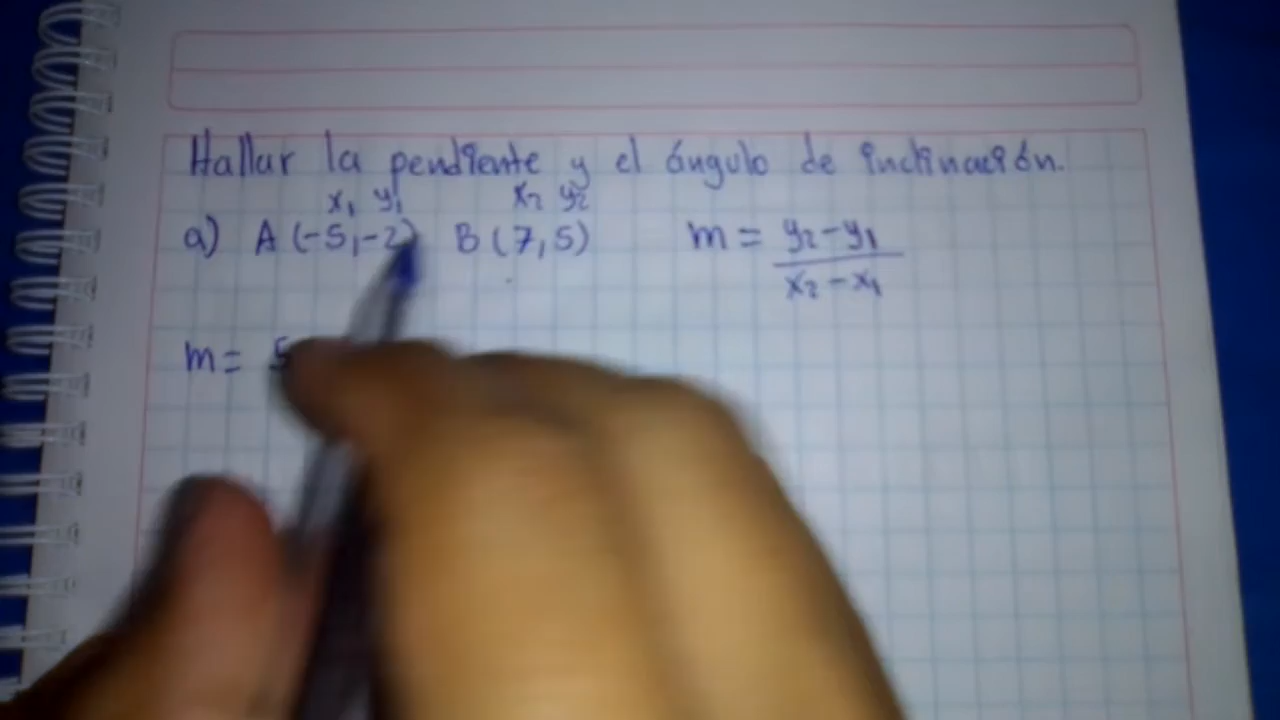 Hallar la pendiente y el ángulo de inclinación.
x₁ y₁ x₂ y₂
a) A (-5,-2) B (7,5) m = y₂-y₁
x₂-x₁
m = 5